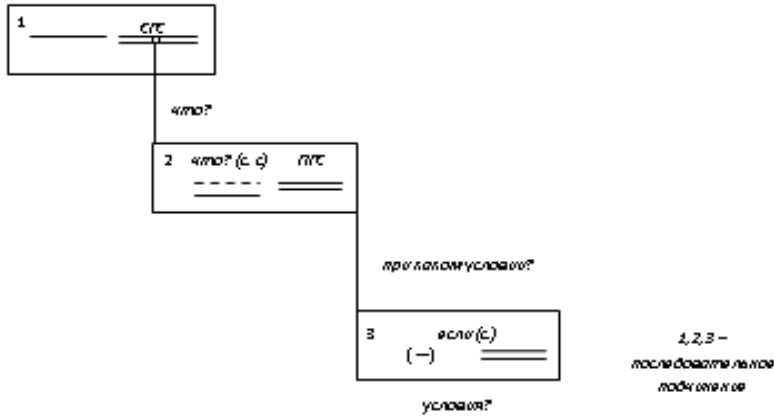 1
СГС
что?
2 что? (с. с) ПГС
при каком условии?
3 если (с.)
( — )
1, 2, 3 –
последовательное
подчинение
условия?